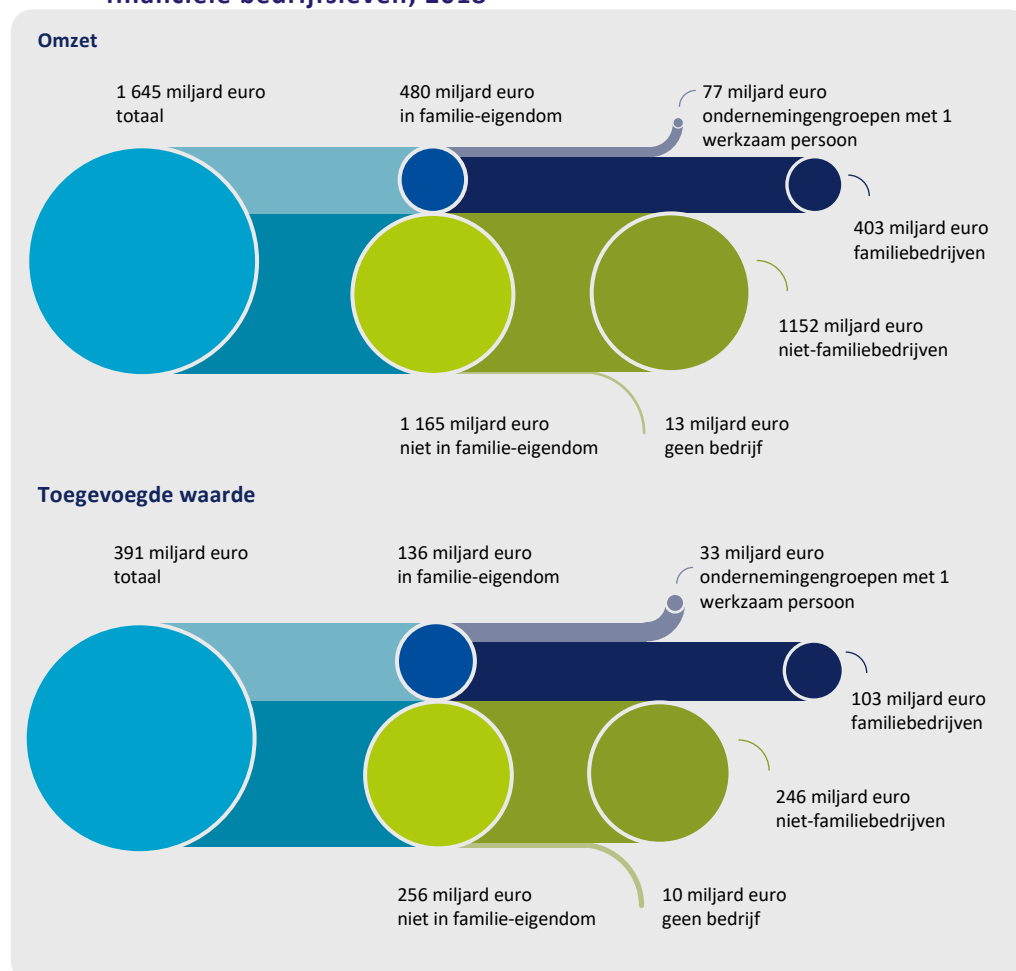 financiële bedrijfsleven, 2018
Omzet
1 645 miljard euro
totaal
480 miljard euro
in familie-eigendom
77 miljard euro
ondernemingengroepen met 1
werkzaam persoon
403 miljard euro
familiebedrijven
1152 miljard euro
niet-familiebedrijven
1 165 miljard euro
niet in familie-eigendom
13 miljard euro
geen bedrijf
Toegevoegde waarde
391 miljard euro
totaal
136 miljard euro
in familie-eigendom
33 miljard euro
ondernemingengroepen met 1
werkzaam persoon
103 miljard euro
familiebedrijven
246 miljard euro
niet-familiebedrijven
256 miljard euro
niet in familie-eigendom
10 miljard euro
geen bedrijf